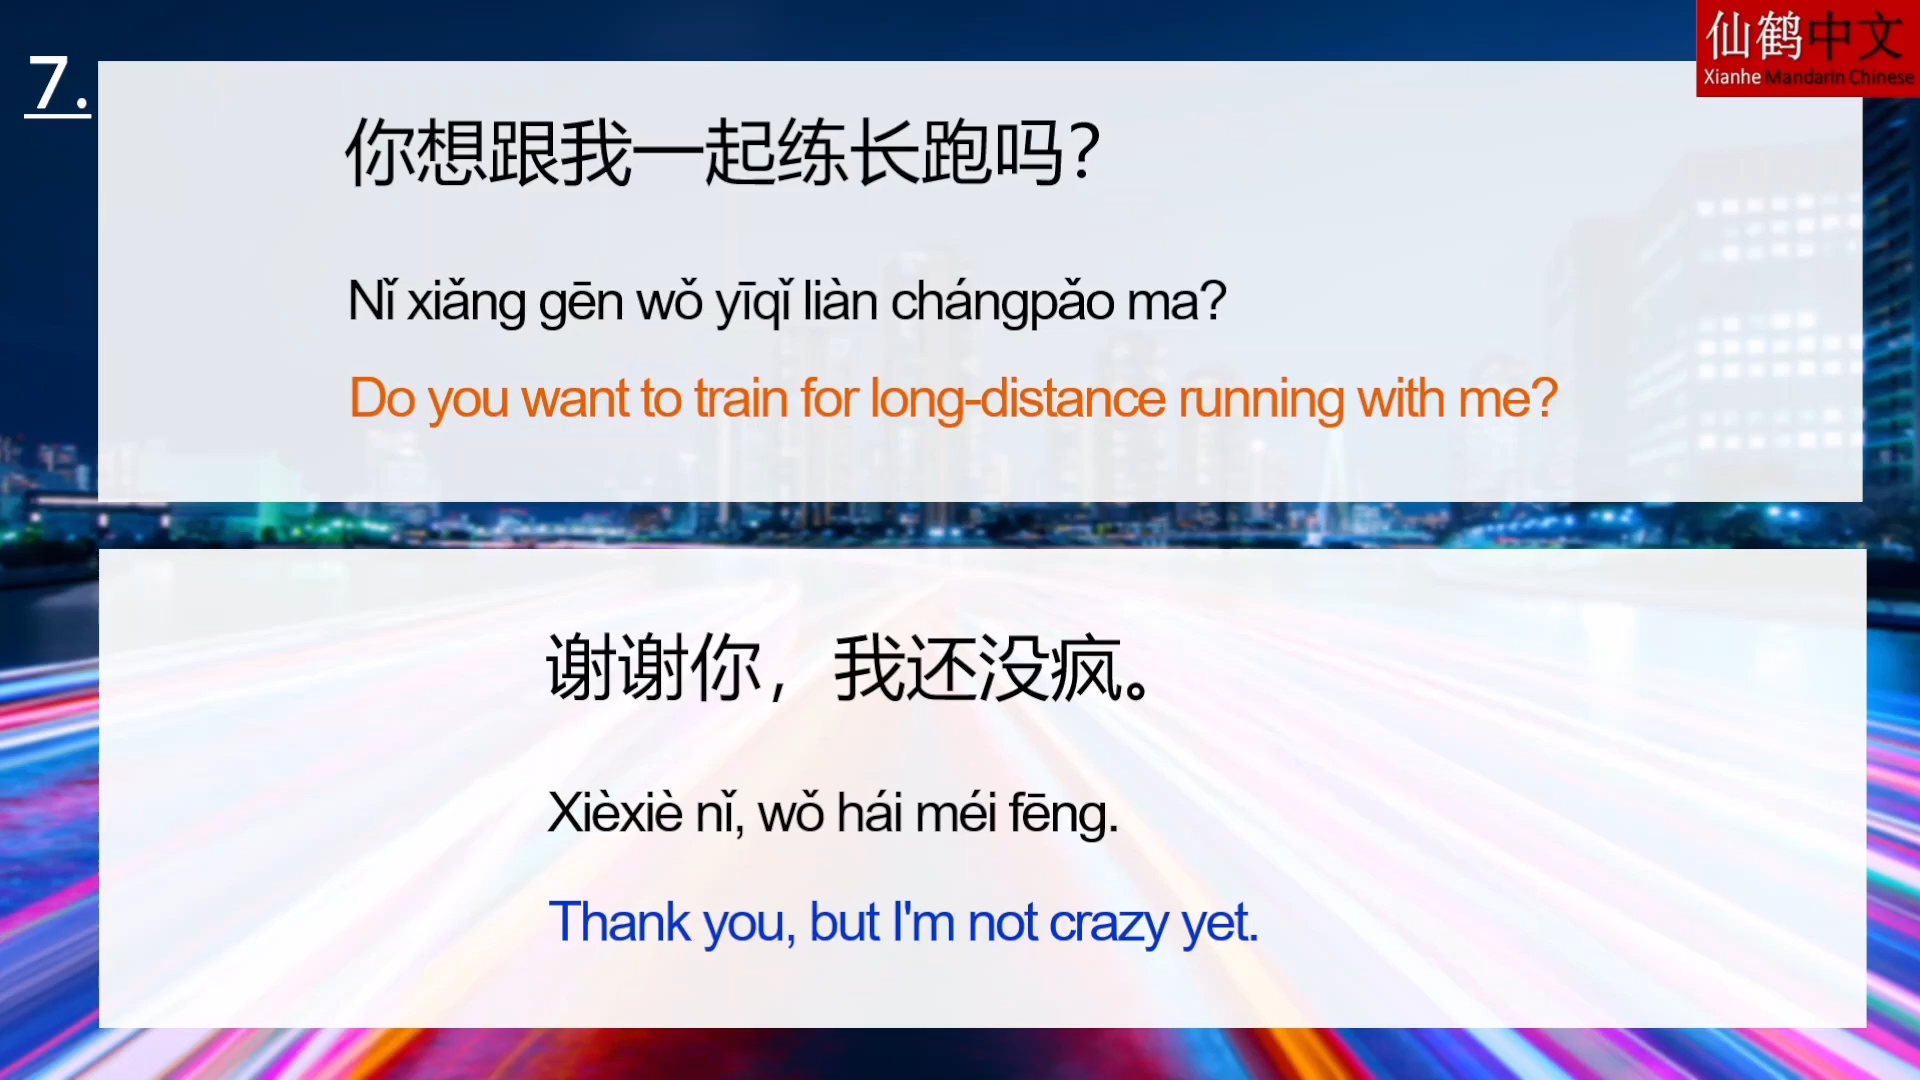 仙鹤中文
Xianhe Mandarin Chinese
7.
你想跟我一起练长跑吗？
Nǐ xiǎng gēn wǒ yīqǐ liàn chángpǎo ma?
Do you want to train for long-distance running with me?
谢谢你，我还没疯。
Xièxiè nǐ, wǒ hái méi fēng.
Thank you, but I'm not crazy yet.